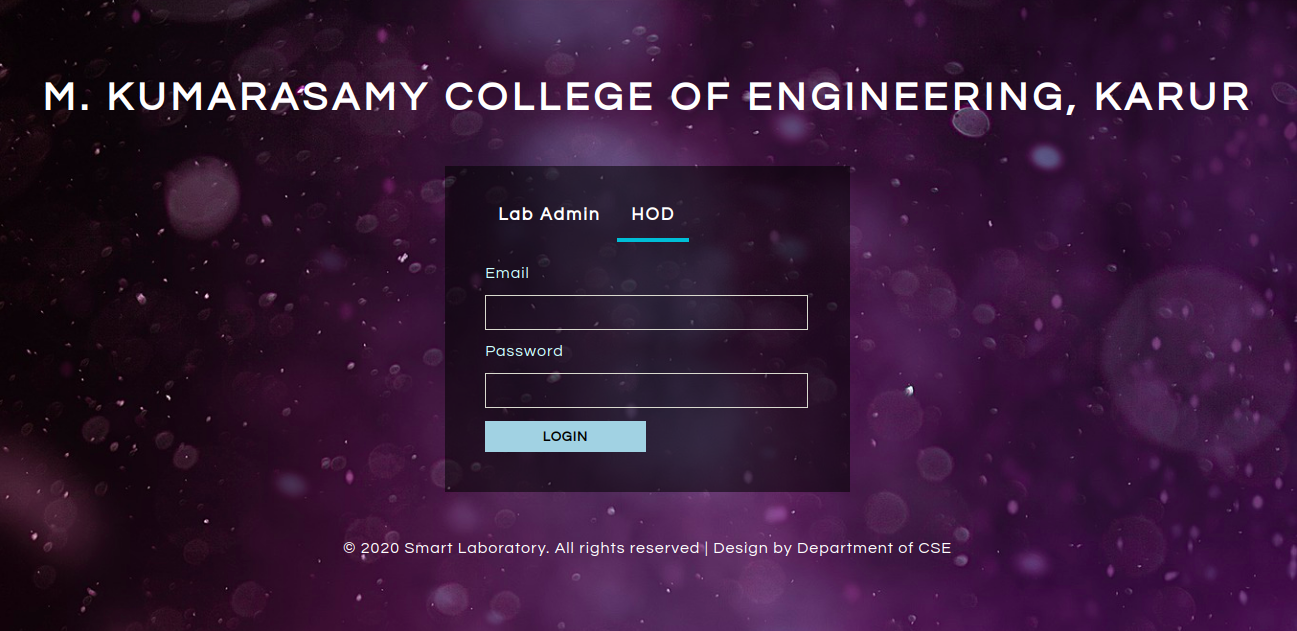 M. KUMARASAMY COLLEGE OF ENGINEERING, KARUR
Lab Admin HOD
Email
Password
LOGIN
© 2020 Smart Laboratory. All rights reserved | Design by Department of CSE